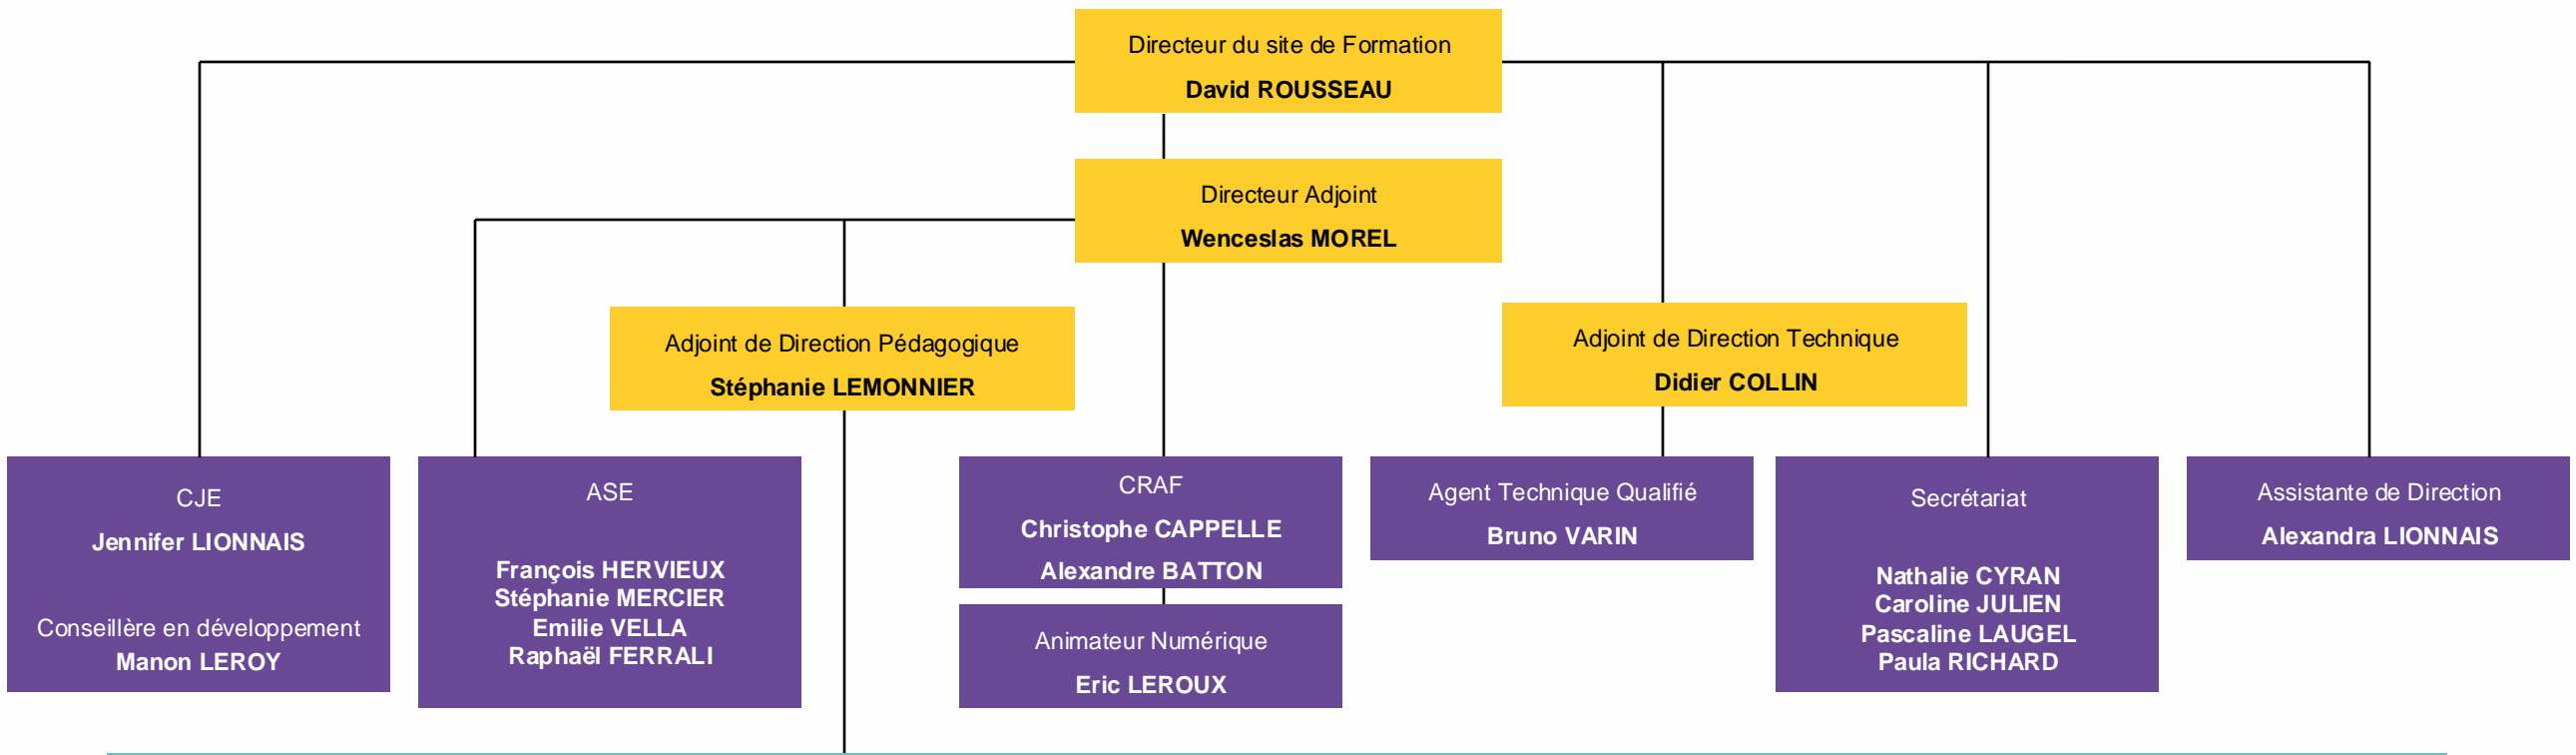 Directeur du site de Formation
David ROUSSEAU
Directeur Adjoint
Wenceslas MOREL
Adjoint de Direction Pédagogique
Stéphanie LEMONNIER
Adjoint de Direction Technique
Didier COLLIN
CJE
Jennifer LIONNAIS
Conseillère en développement
Manon LEROY
ASE
François HERVIEUX
Stéphanie MERCIER
Emilie VELLA
Raphaël FERRALI
CRAF
Christophe CAPPELLE
Alexandre BATTON
Animateur Numérique
Eric LEROUX
Agent Technique Qualifié
Bruno VARIN
Secrétariat
Nathalie CYRAN
Caroline JULIEN
Pascaline LAUGEL
Paula RICHARD
Assistante de Direction
Alexandra LIONNAIS